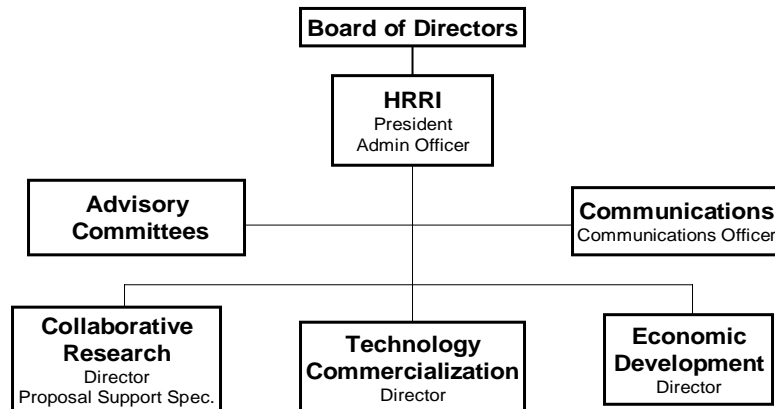 Board of Directors
HRRI
President
Admin Officer
Advisory
Committees
Communications
Communications Officer
Collaborative
Research
Director
Proposal Support Spec.
Technology
Commercialization
Director
Economic
Development
Director